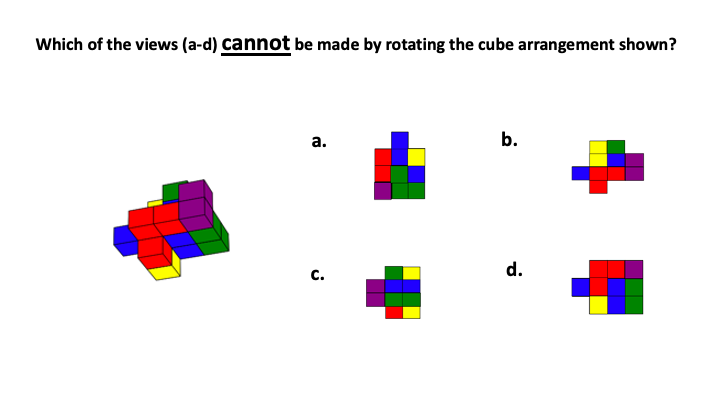 Which of the views (a-d) cannot be made by rotating the cube arrangement shown?
a.
b.
c.
d.